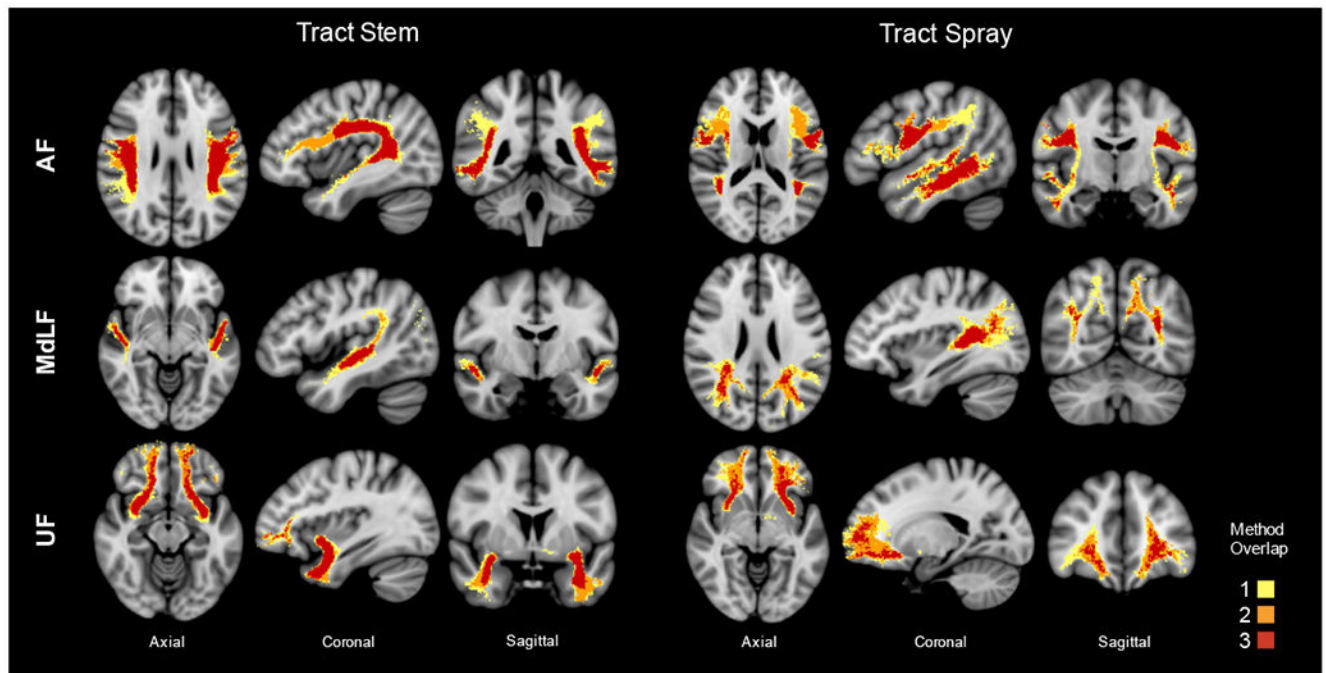 Tract Stem
Tract Spray
AF
MdLF
UF
Axial
Coronal
Sagittal
Axial
Coronal
Sagittal
Method
Overlap
1
2
3